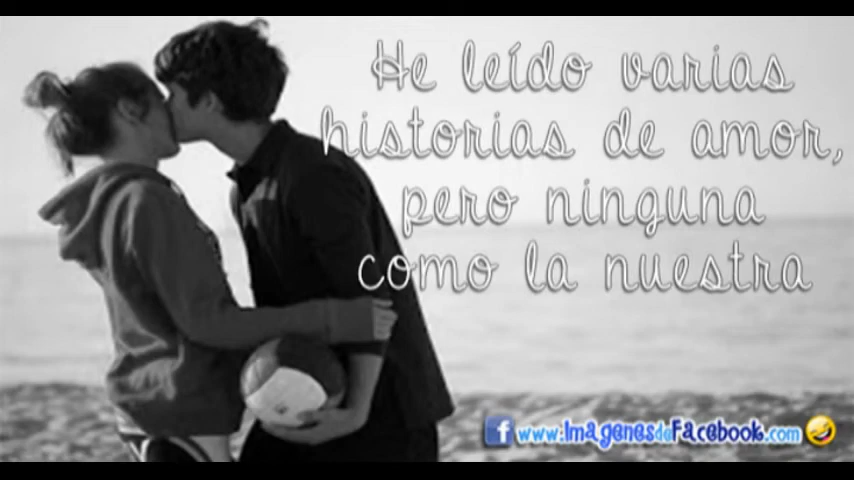 He leído varias
historias de amor,
pero ninguna
como la nuestra
f www.ImagenesdeFacebook.com